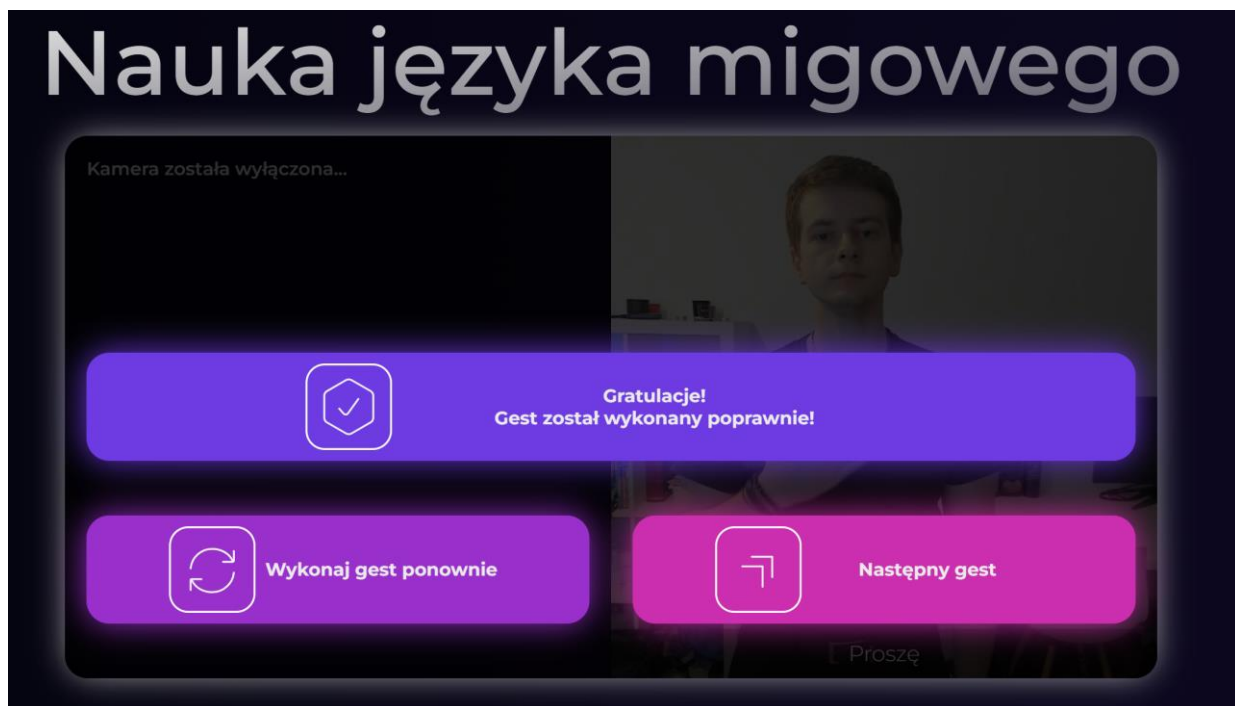 Nauka języka migowego
Kamera została wyłączona...
Gratulacje!
Gest został wykonany poprawnie!
Wykonaj gest ponownie
Następny gest
Proszę